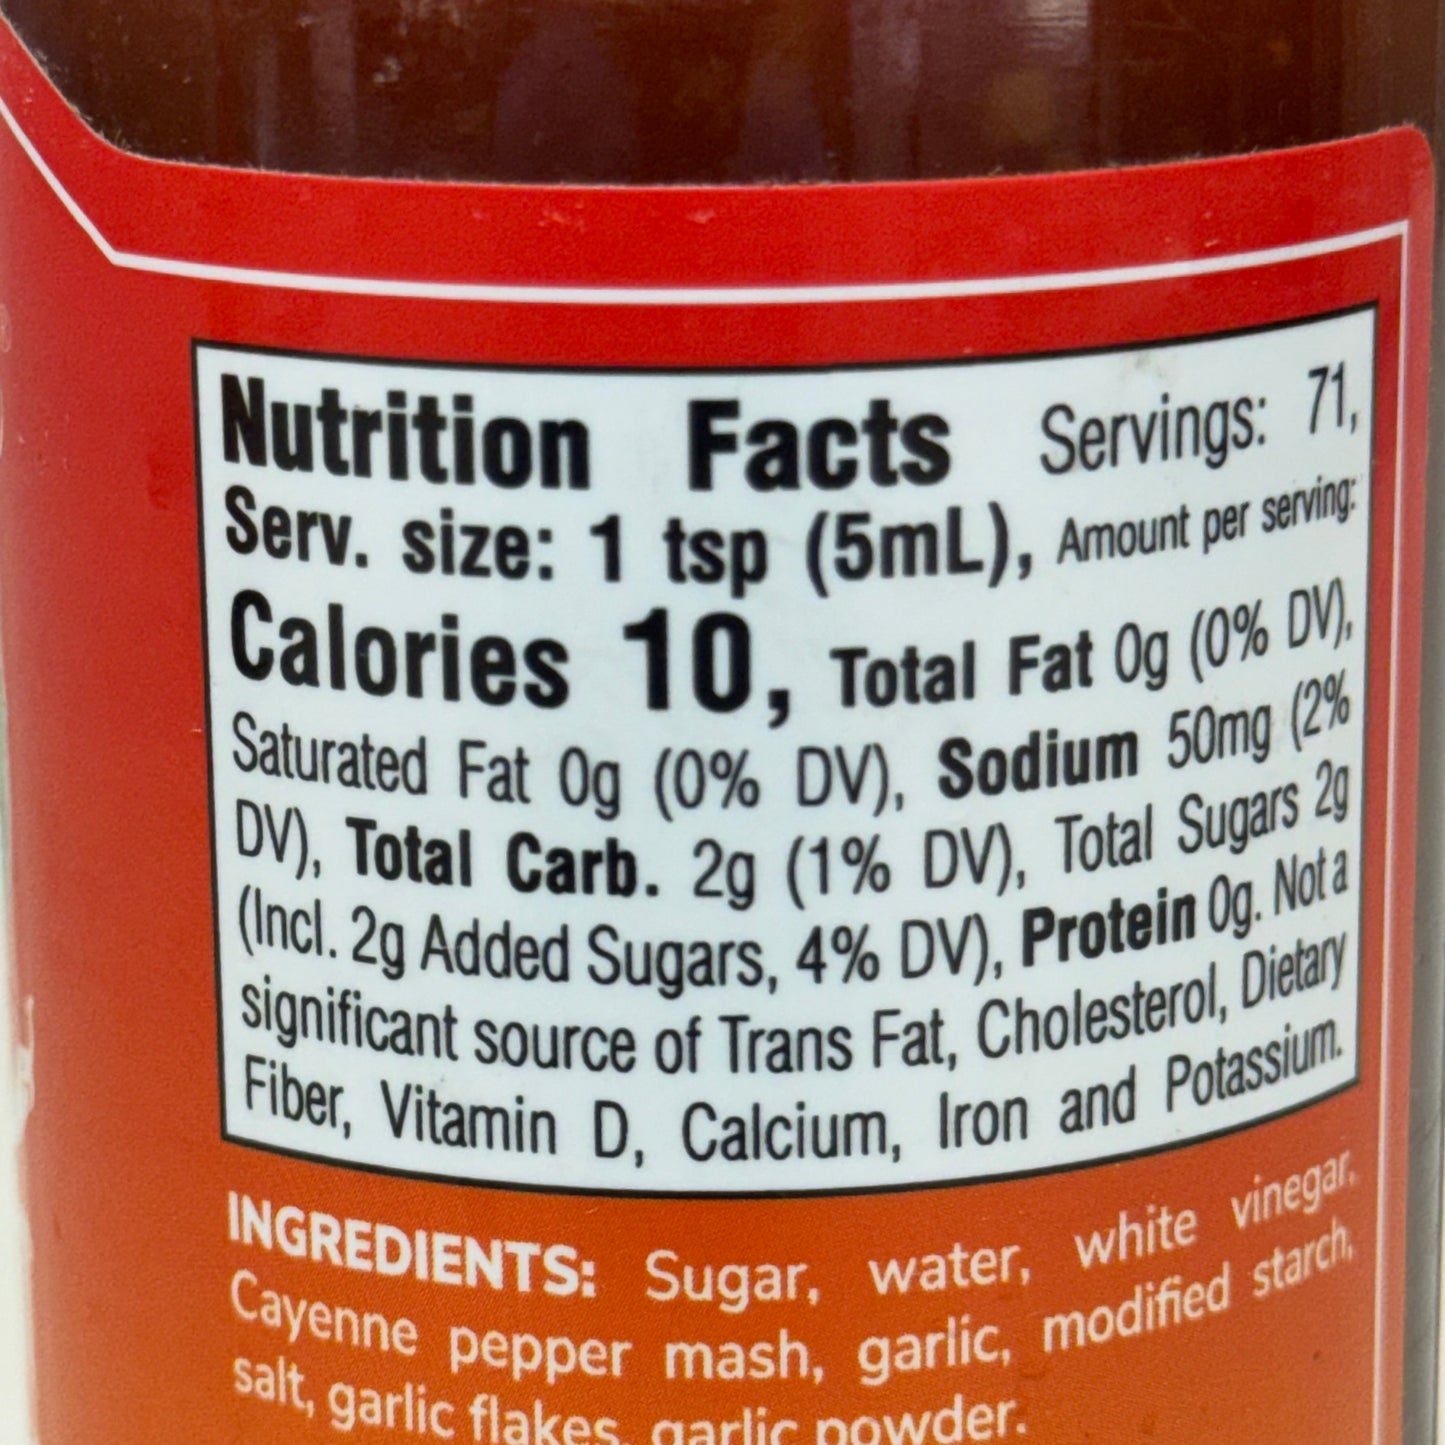 Nutrition Facts Servings: 71,
Serv. size: 1 tsp (5mL), Amount per serving:
Calories 10, Total Fat 0g (0% DV),
Saturated Fat 0g (0% DV), Sodium 50mg (2%
DV), Total Carb. 2g (1% DV), Total Sugars 2g
(Incl. 2g Added Sugars, 4% DV), Protein 0g. Not a
significant source of Trans Fat, Cholesterol, Dietary
Fiber, Vitamin D, Calcium, Iron and Potassium.
INGREDIENTS: Sugar, water, white vinegar,
Cayenne pepper mash, garlic, modified starch,
salt, garlic flakes, garlic powder.